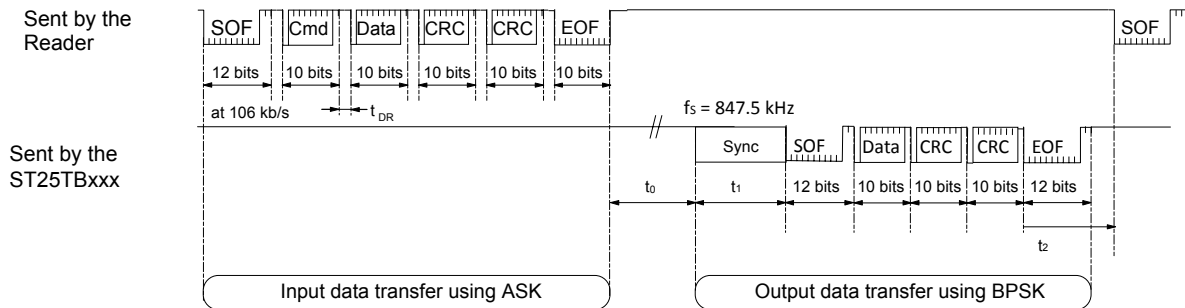 Sent by the
Reader
SOF Cmd Data CRC CRC EOF SOF
12 bits 10 bits 10 bits 10 bits 10 bits 10 bits
at 106 kb/s tDR fs = 847.5 kHz
Sent by the
ST25TBxxx
Sync SOF Data CRC CRC EOF
t0 t1 12 bits 10 bits 10 bits 10 bits 12 bits
t2
Input data transfer using ASK Output data transfer using BPSK